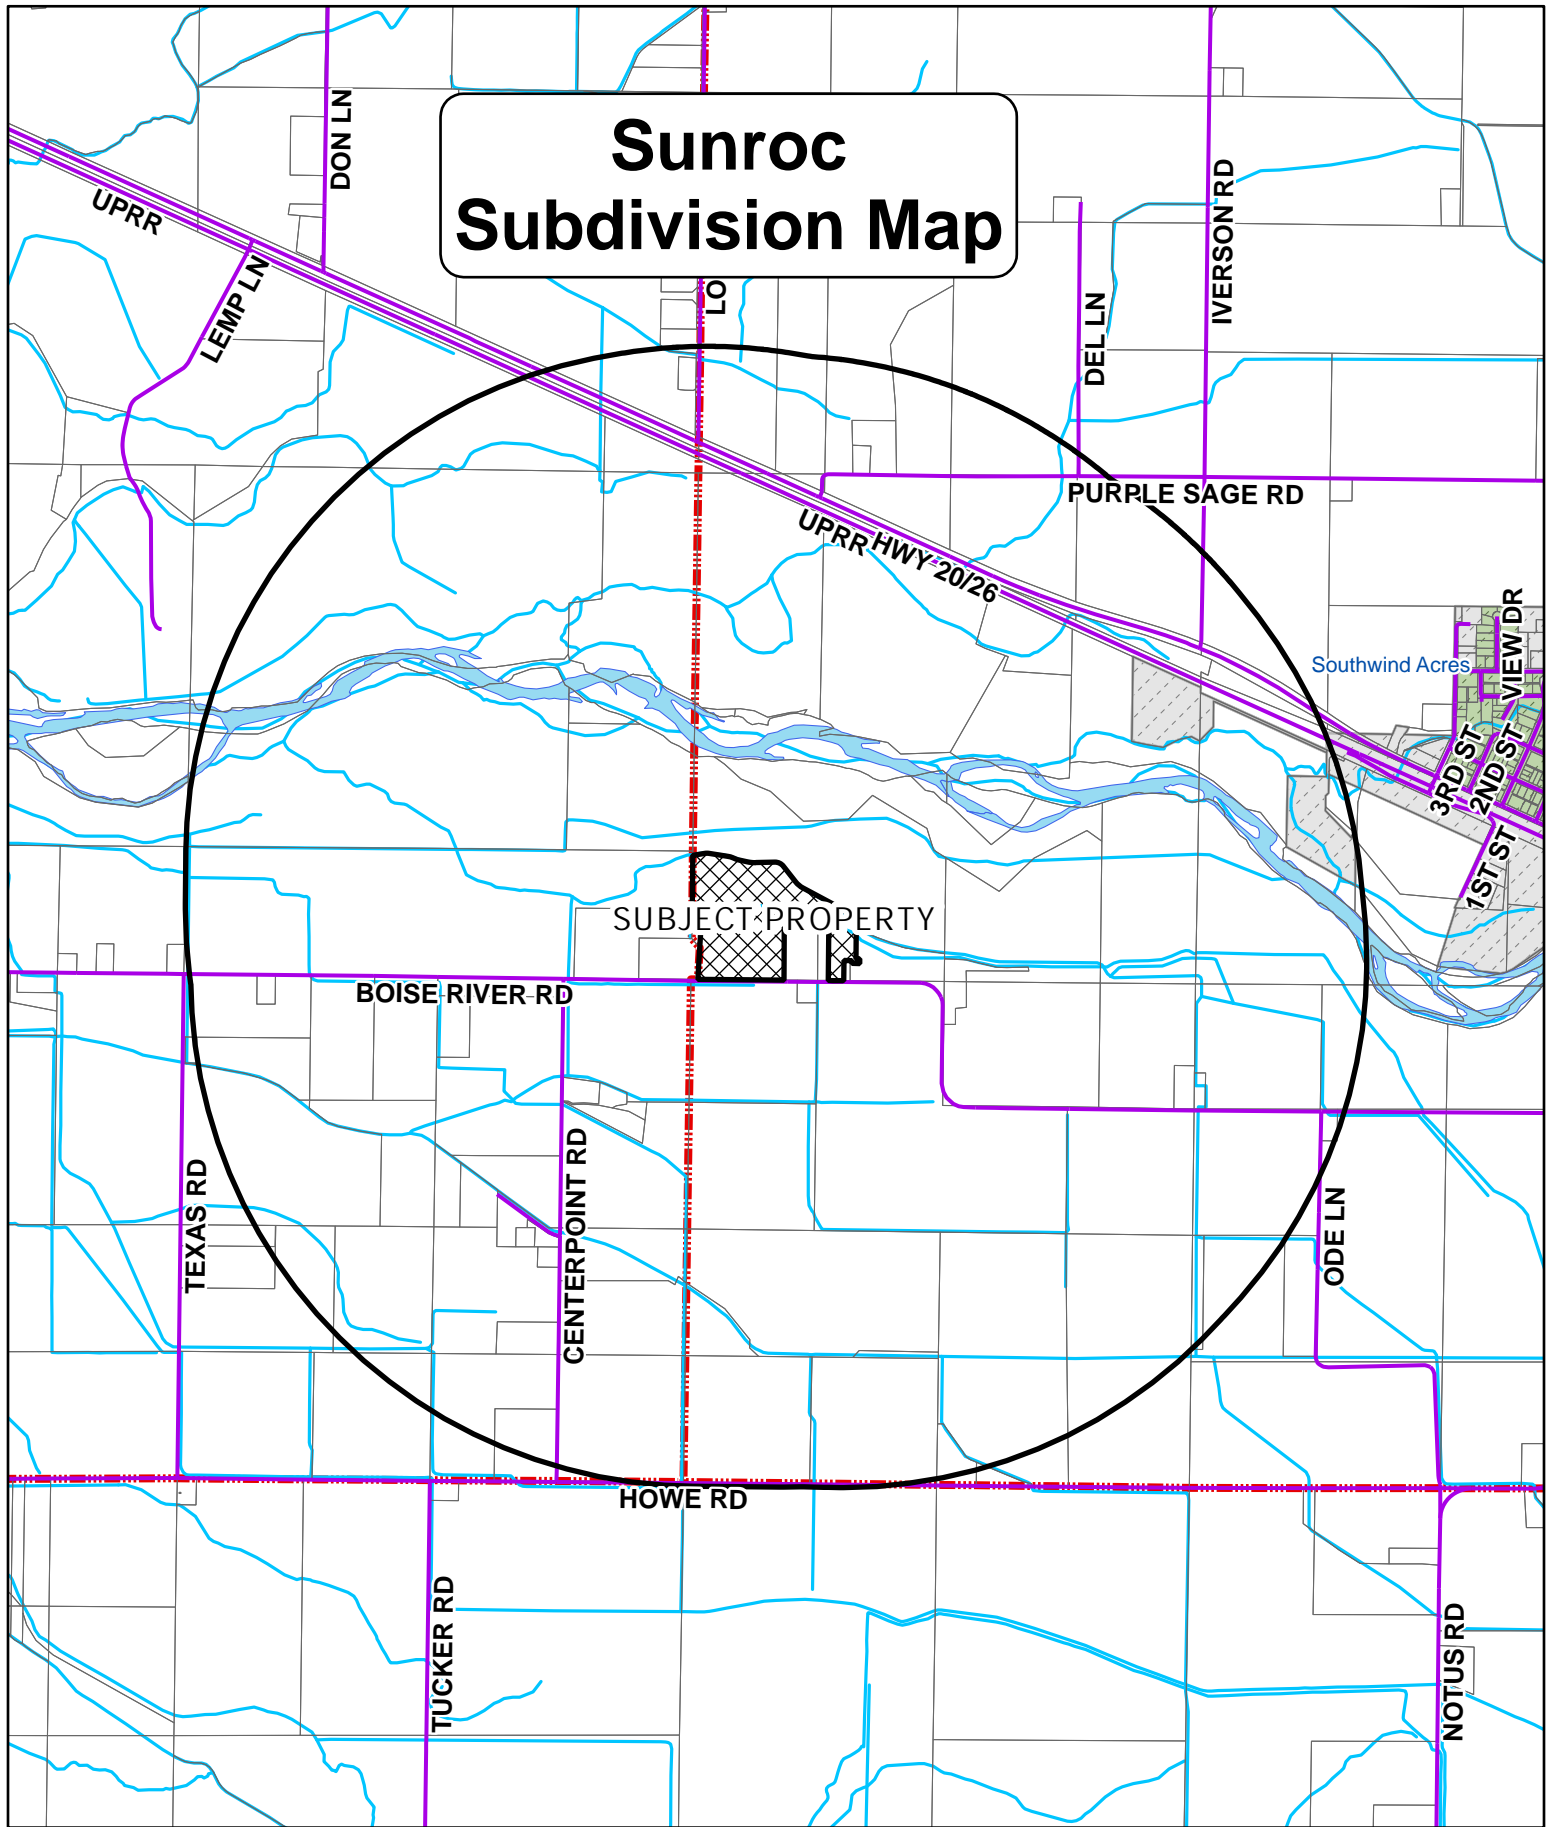 Sunroc
Subdivision Map
DON LN
UPRR
LEMP LN
LO
IVERSON RD
DEL LN
PURPLE SAGE RD
UPRR
HWY 20/26
VIEW DR
Southwind Acres
3RD ST
2ND ST
1ST ST
SUBJECT PROPERTY
BOISE RIVER RD
TEXAS RD
CENTERPOINT RD
ODE LN
HOWE RD
TUCKER RD
NOTUS RD